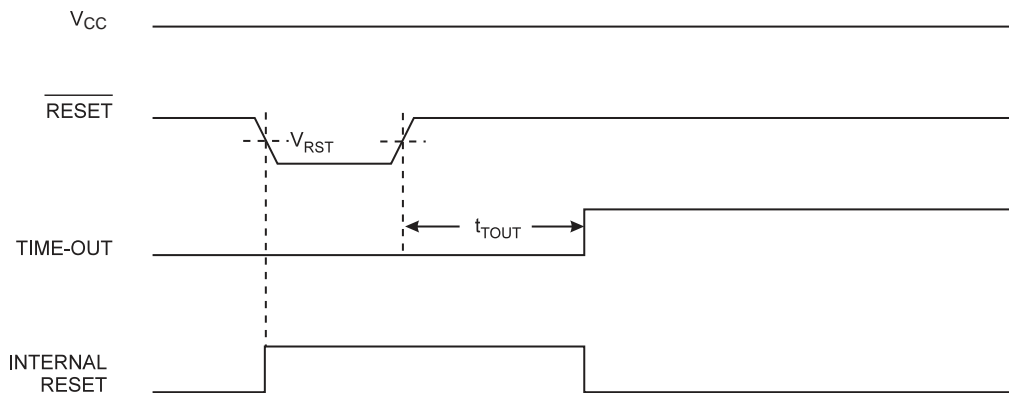 VCC
RESET
VRST
tTOUT
TIME-OUT
INTERNAL
RESET